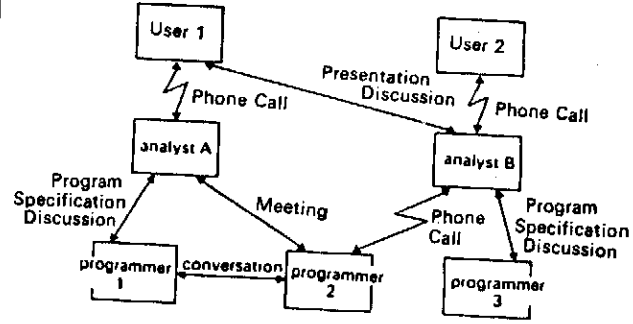 User 1
User 2
Presentation
Discussion
Phone Call
Phone Call
analyst A
analyst B
Program
Specification
Discussion
Meeting
Phone
Call
Program
Specification
Discussion
programmer
1
conversation
programmer
2
programmer
3